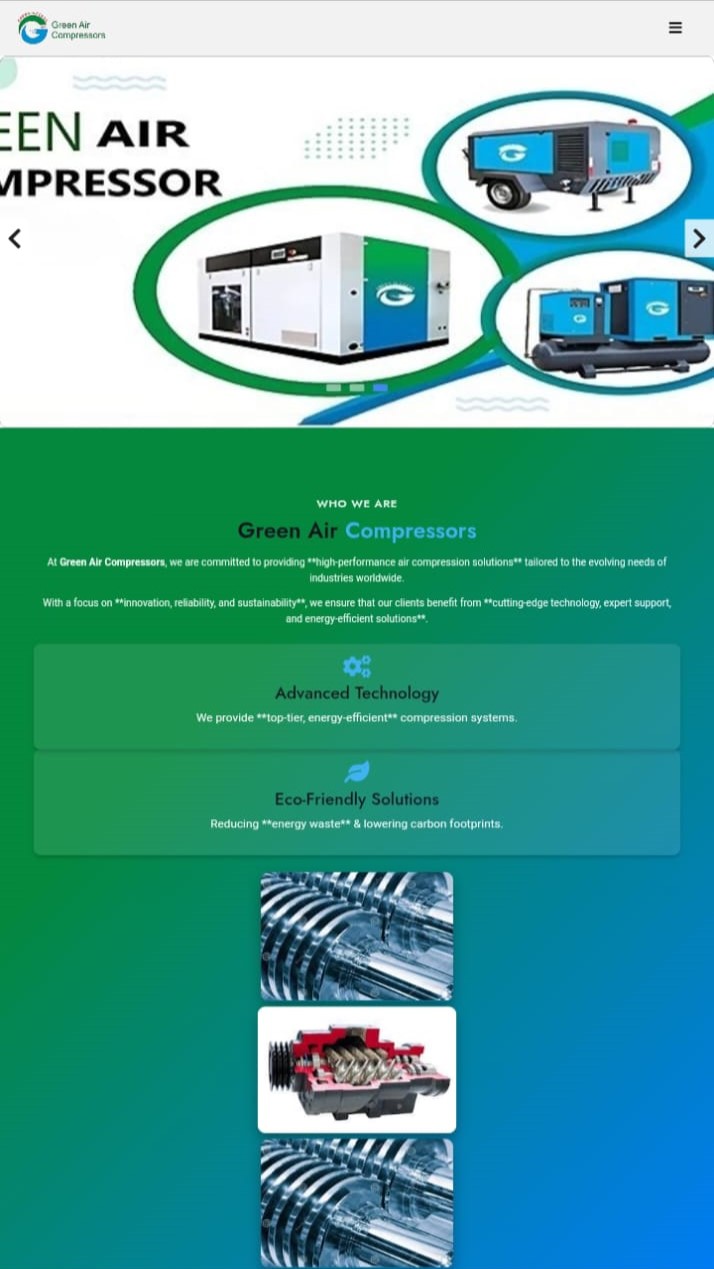 Green Air
Compressors
EEN AIR
MPRESSOR
WHO WE ARE
Green Air Compressors
At Green Air Compressors, we are committed to providing **high-performance air compression solutions** tailored to the evolving needs of
industries worldwide.
With a focus on **innovation, reliability, and sustainability**, we ensure that our clients benefit from **cutting-edge technology, expert support,
and energy-efficient solutions**.
Advanced Technology
We provide **top-tier, energy-efficient** compression systems.
Eco-Friendly Solutions
Reducing **energy waste** & lowering carbon footprints.